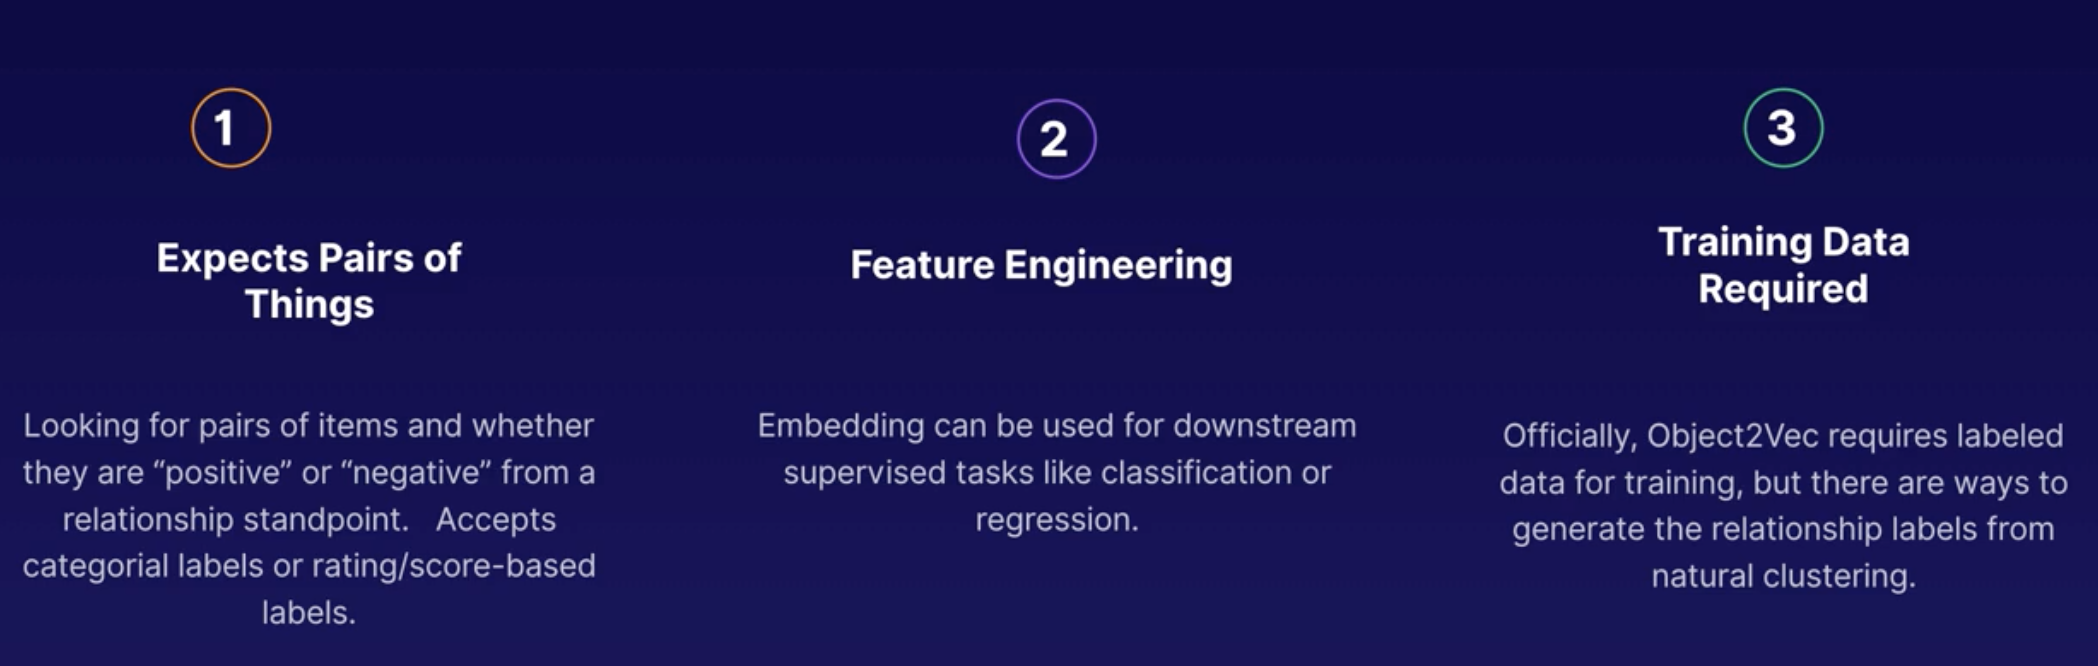 1
Expects Pairs of
Things
Looking for pairs of items and whether
they are “positive” or “negative” from a
relationship standpoint.   Accepts
categorial labels or rating/score-based
labels.
2
Feature Engineering
Embedding can be used for downstream
supervised tasks like classification or
regression.
3
Training Data
Required
Officially, Object2Vec requires labeled
data for training, but there are ways to
generate the relationship labels from
natural clustering.